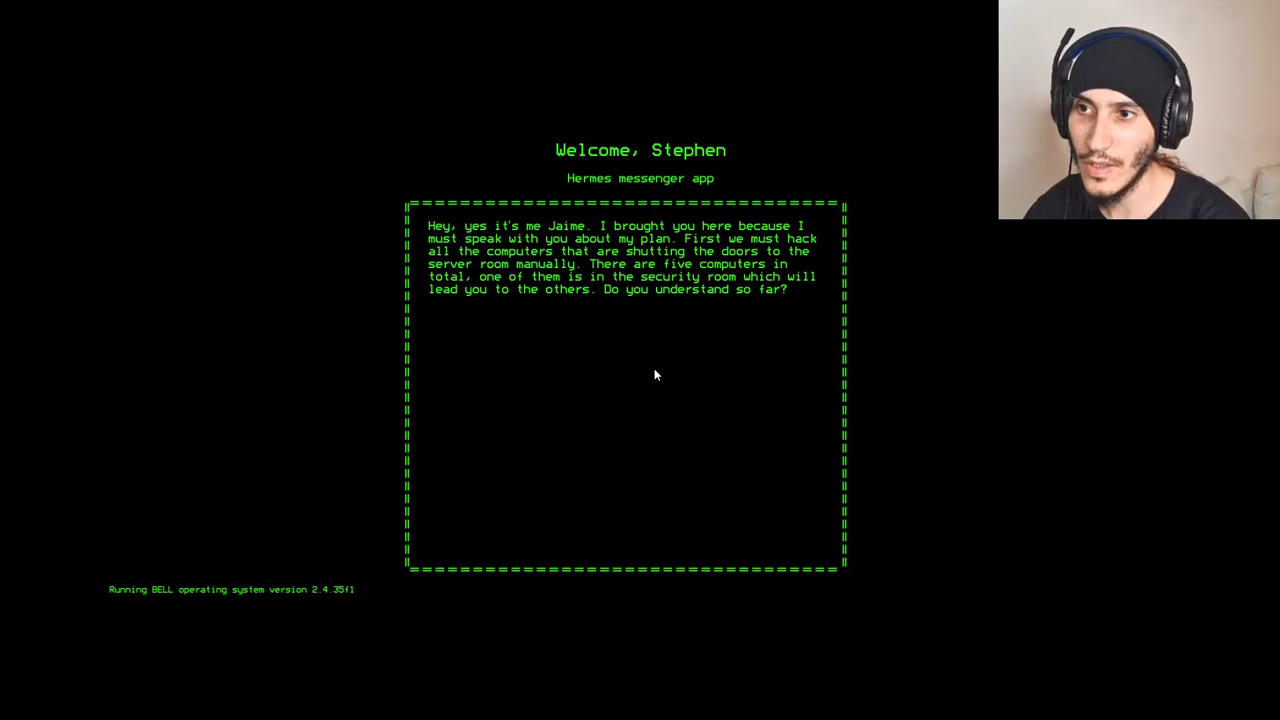 Welcome, Stephen
Hermes messenger app
Hey, yes it's me Jaime. I brought you here because I
must speak with you about my plan. First we must hack
all the computers that are shutting the doors to the
server room manually. There are five computers in
total, one of them is in the security room which will
lead you to the others. Do you understand so far?
Running BELL operating system version 2.4.35f1